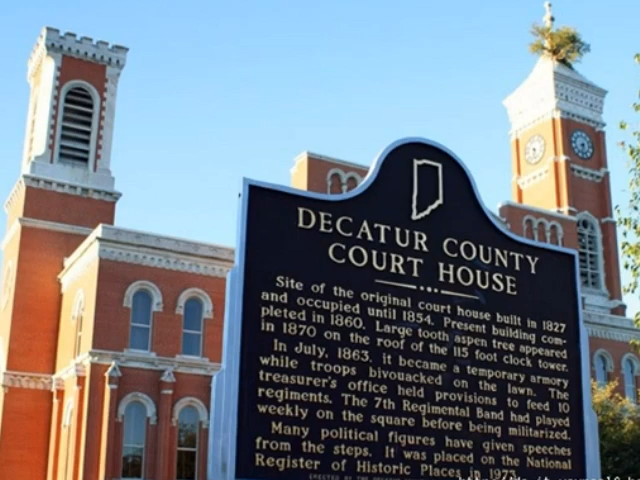 DECATUR COUNTY
COURT HOUSE
Site of the original court house built in 1827
and occupied until 1854. Present building com-
pleted in 1860. Large tooth aspen tree appeared
in 1870 on the roof of the 115 foot clock tower.
In July, 1863, it became a temporary armory
while troops bivouacked on the lawn. The
treasurer's office held provisions to feed 10
regiments. The 7th Regimental Band had played
weekly on the square before being militarized.
Many political figures have given speeches
from the steps. It was placed on the National
Register of Historic Places in 1973.
ERECTED BY THE